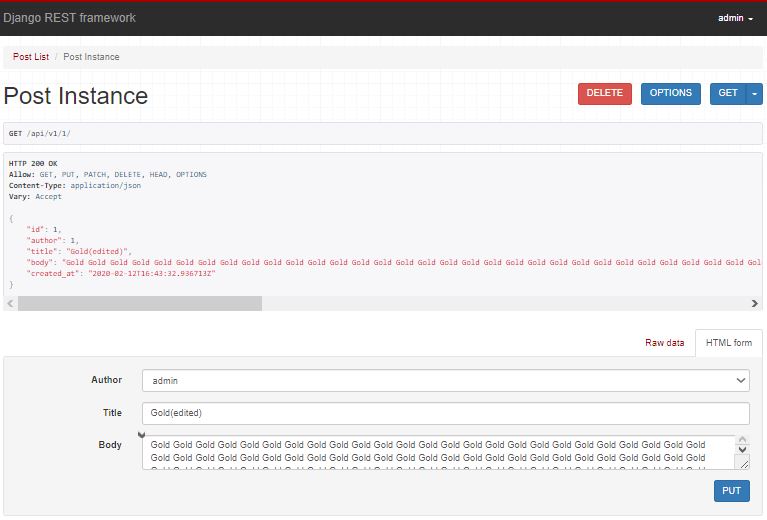 Django REST framework
admin
Post List / Post Instance
Post Instance
DELETE
OPTIONS
GET
GET /api/v1/1/
HTTP 200 OK
Allow: GET, PUT, PATCH, DELETE, HEAD, OPTIONS
Content-Type: application/json
Vary: Accept
{
"id": 1,
"author": 1,
"title": "Gold(edited)",
"body": "Gold Gold Gold Gold Gold Gold Gold Gold Gold Gold Gold Gold Gold Gold Gold Gold Gold Gold Gold Gold Gold Gold Gold Gold Gold Gold Gold Gold Gold Gold Gold Gol
"created_at": "2020-02-12T16:43:32.936713Z"
}
Raw data
HTML form
Author
admin
Title
Gold(edited)
Body
Gold Gold Gold Gold Gold Gold Gold Gold Gold Gold Gold Gold Gold Gold Gold Gold Gold Gold Gold Gold Gold Gold Gold Gold Gold
Gold Gold Gold Gold Gold Gold Gold Gold Gold Gold Gold Gold Gold Gold Gold Gold Gold Gold Gold Gold Gold Gold Gold Gold Gold
PUT